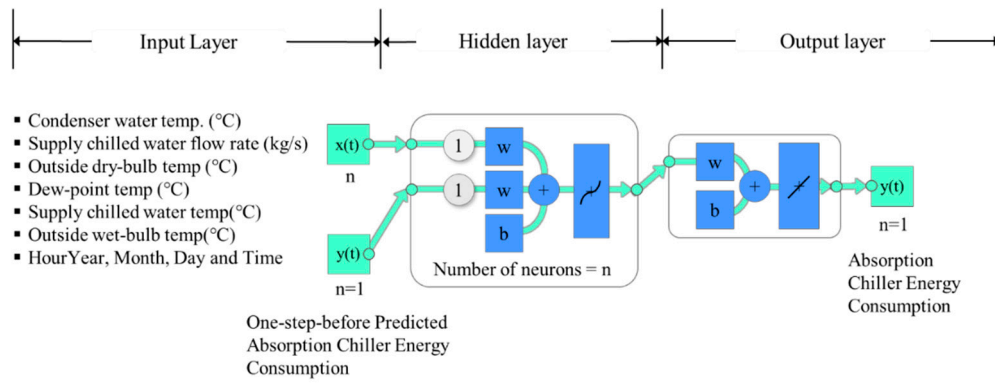 Input Layer
Hidden layer
Output layer
▪ Condenser water temp. (°C)
▪ Supply chilled water flow rate (kg/s)
▪ Outside dry-bulb temp (°C)
▪ Dew-point temp (°C)
▪ Supply chilled water temp(°C)
▪ Outside wet-bulb temp(°C)
▪ HourYear, Month, Day and Time
x(t)
n
y(t)
n=1
One-step-before Predicted
Absorption Chiller Energy
Consumption
1
w
1
w
+
b
Number of neurons = n
w
+
b
y(t)
n=1
Absorption
Chiller Energy
Consumption